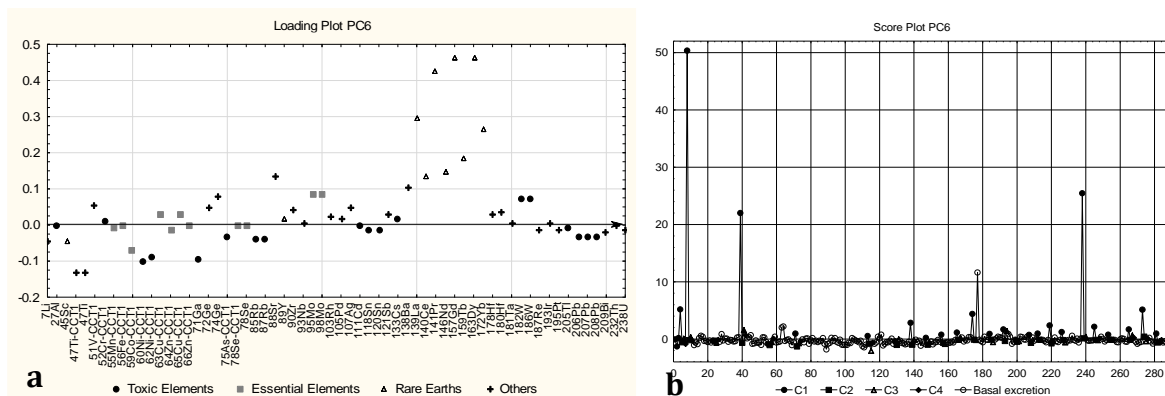 Loading Plot PC6
0.5
0.4
0.3
0.2
0.1
0.0
-0.1
-0.2
7Li
27Al
45Sc
47Ti-CCT1
47Ti
51V-CCT1
52Cr-CCT1
55Mn-CCT1
56Fe-CCT1
59Co-CCT1
60Ni-CCT1
62Ni-CCT1
63Cu-CCT1
64Zn-CCT1
65Cu-CCT1
66Zn-CCT1
71Ga
72Ge
74Ge
75As-CCT1
78Se-CCT1
78Se
85Rb
87Rb
88Sr
89Y
90Zr
93Nb
95Mo
98Mo
103Rh
105Pd
107Ag
111Cd
118Sn
120Sn
121Sb
133Cs
138Ba
139La
140Ce
141Pr
146Nd
157Gd
159Tb
163Dy
172Yb
178Hf
180Hf
181Ta
182W
186W
187Re
193Ir
195Pt
205Tl
206Pb
207Pb
208Pb
209Bi
232Th
238U
a
Toxic Elements Essential Elements Rare Earths Others
Score Plot PC6
50
40
30
20
10
0
0 20 40 60 80 100 120 140 160 180 200 220 240 260 280
b
C1 C2 C3 C4 Basal excretion